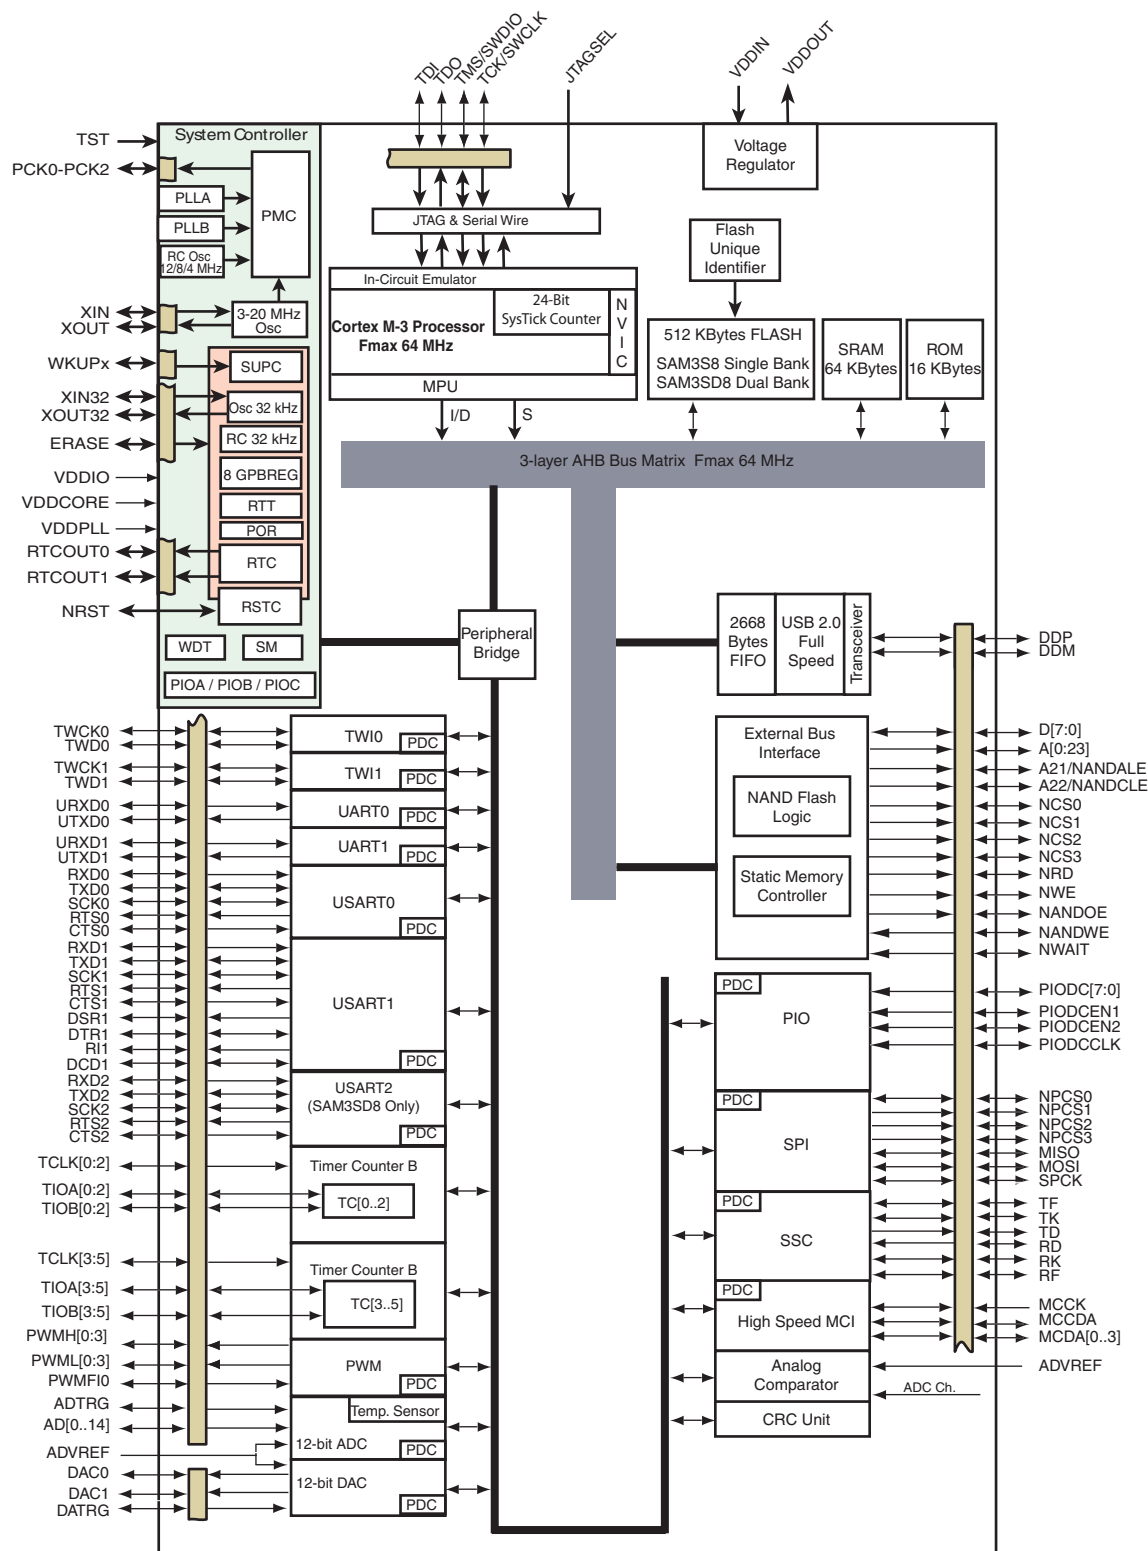 TDI
TDO
TMS/SWDIO
TCK/SWCLK
JTAGSEL
VDDIN
VDDOUT
System Controller
TST
PCK0-PCK2
PLLA
PLLB
RC Osc
12/8/4 MHz
PMC
XIN
XOUT
3-20 MHz
Osc
WKUPx
SUPC
XIN32
XOUT32
Osc 32 kHz
ERASE
RC 32 kHz
8 GPBREG
VDDIO
RTT
VDDCORE
POR
VDDPLL
RTCOUT0
RTC
RTCOUT1
NRST
RSTC
WDT
SM
PIOA / PIOB / PIOC
Voltage
Regulator
JTAG & Serial Wire
Flash
Unique
Identifier
In-Circuit Emulator
24-Bit
SysTick Counter
N
V
I
C
Cortex M-3 Processor
Fmax 64 MHz
MPU
512 KBytes FLASH
SAM3S8 Single Bank
SAM3SD8 Dual Bank
SRAM
64 KBytes
ROM
16 KBytes
I/D
S
3-layer AHB Bus Matrix Fmax 64 MHz
Peripheral
Bridge
2668
Bytes
FIFO
USB 2.0
Full
Speed
Transceiver
DDP
DDM
TWCK0
TWD0
TWI0
PDC
TWCK1
TWD1
TWI1
PDC
URXD0
UTXD0
UART0
PDC
URXD1
UTXD1
UART1
PDC
RXD0
TXD0
SCK0
RTS0
CTS0
USART0
PDC
RXD1
TXD1
SCK1
RTS1
CTS1
DSR1
DTR1
RI1
DCD1
USART1
PDC
RXD2
TXD2
SCK2
RTS2
CTS2
USART2
(SAM3SD8 Only)
PDC
TCLK[0:2]
TIOA[0:2]
TIOB[0:2]
Timer Counter B
TC[0..2]
TCLK[3:5]
TIOA[3:5]
TIOB[3:5]
Timer Counter B
TC[3..5]
PWMH[0:3]
PWML[0:3]
PWMFI0
PWM
PDC
ADTRG
AD[0..14]
Temp. Sensor
12-bit ADC
PDC
ADVREF
DAC0
DAC1
DATRG
12-bit DAC
PDC
External Bus
Interface
NAND Flash
Logic
Static Memory
Controller
D[7:0]
A[0:23]
A21/NANDALE
A22/NANDCLE
NCS0
NCS1
NCS2
NCS3
NRD
NWE
NANDOE
NANDWE
NWAIT
PDC
PIO
PIODC[7:0]
PIODCEN1
PIODCEN2
PIODCCLK
PDC
SPI
NPCS0
NPCS1
NPCS2
NPCS3
MISO
MOSI
SPCK
PDC
SSC
TF
TK
TD
RD
RK
RF
PDC
High Speed MCI
MCCK
MCCDA
MCDA[0..3]
Analog
Comparator
ADVREF
ADC Ch.
CRC Unit